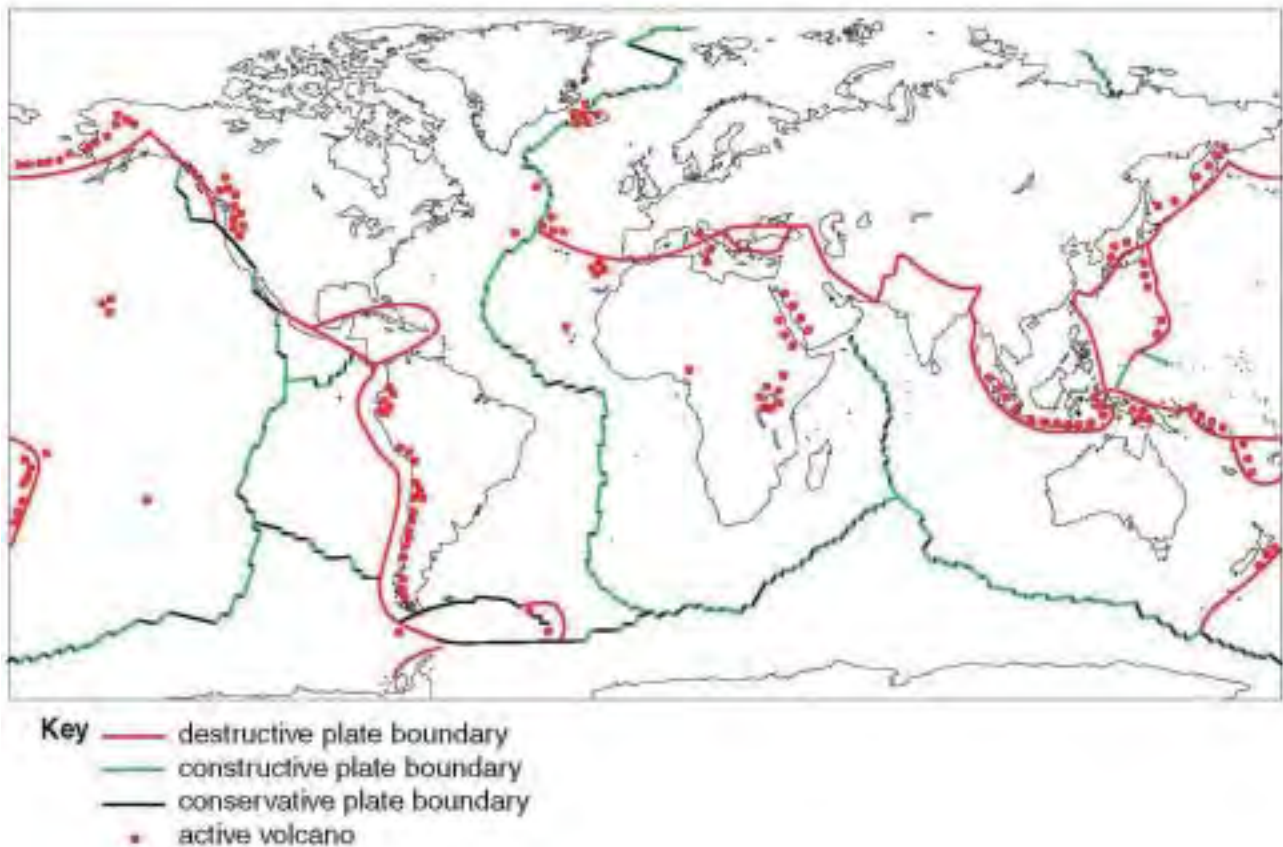 Key destructive plate boundary
constructive plate boundary
conservative plate boundary
active volcano